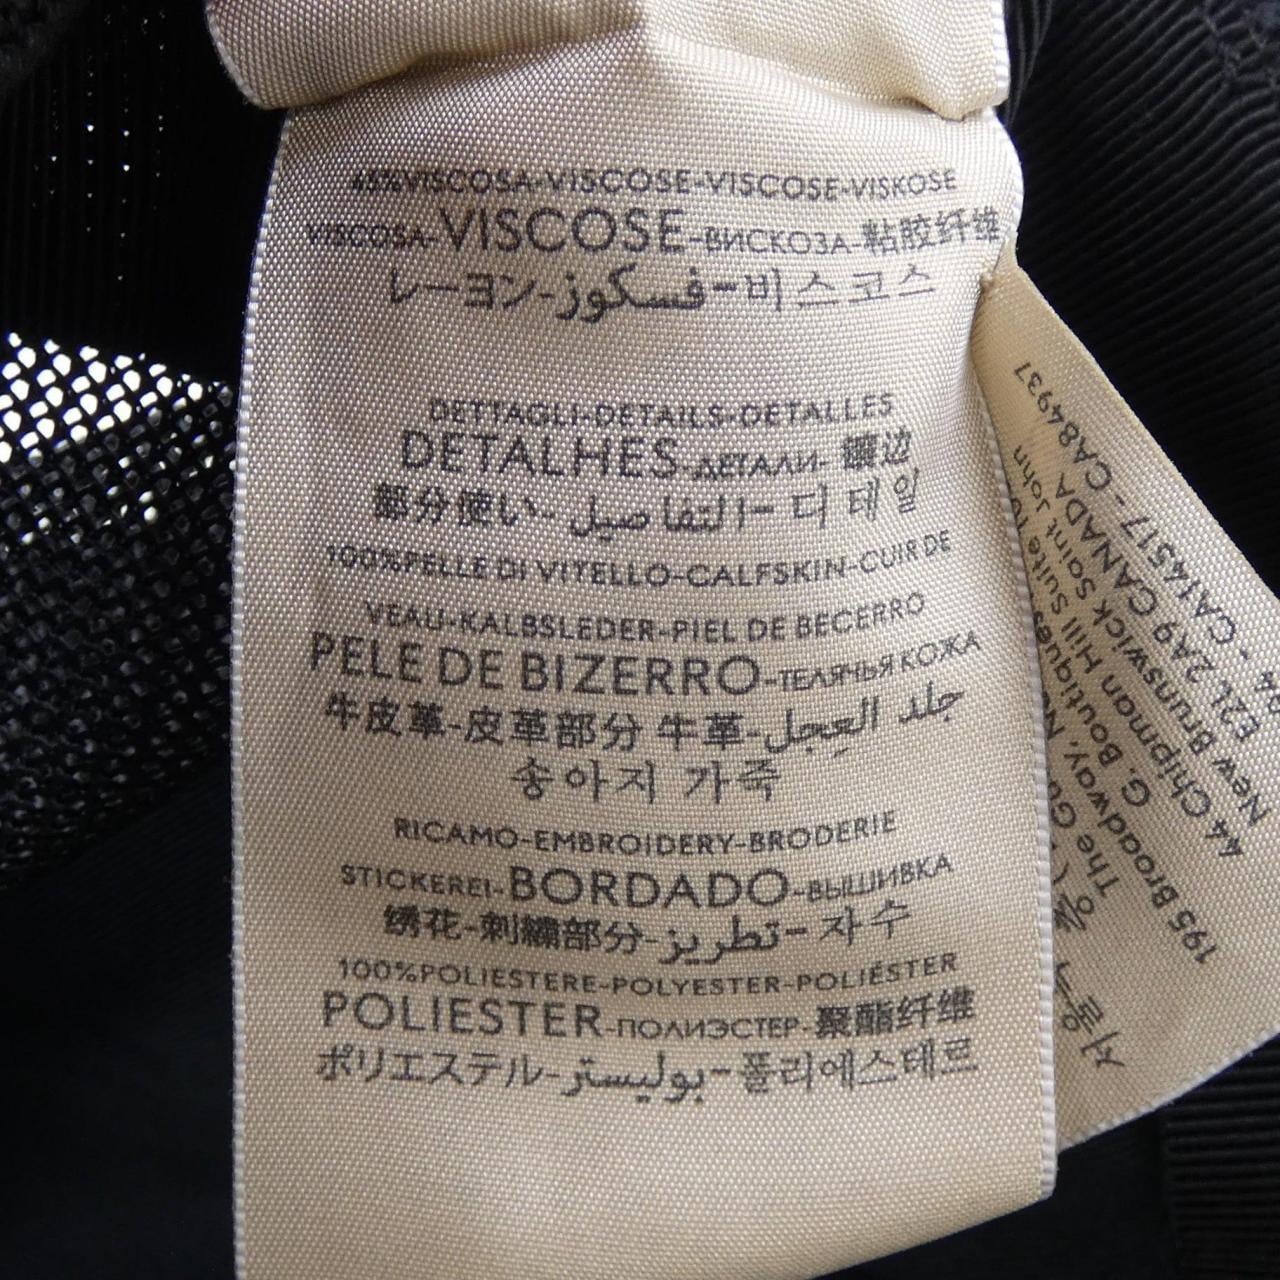 45%VISCOSA-VISCOSE-VISCOSE-VISKOSE
VISCOSA-VISCOSE-ВИСКОЗА-粘胶纤维
レーヨン-فسكوز-비스코스
DETTAGLI-DETAILS-DETALLES
DETALHES-ДЕТАЛИ-镶边
部分使い-التفاصيل-디테일
100%PELLE DI VITELLO-CALFSKIN-CUIR DE
VEAU-KALBSLEDER-PIEL DE BECERRO
PELE DE BIZERRO-ТЕЛЯЧЬЯ КОЖА
牛皮革-皮革部分 牛革-جلد العجل
송아지 가죽
RICAMO-EMBROIDERY-BRODERIE
STICKEREI-BORDADO-ВЫШИВКА
绣花-刺繍部分-تطريز-자수
100%POLIESTERE-POLYESTER-POLIÉSTER
POLIESTER-ПОЛИЭСТЕР-聚酯纤维
ポリエステル-بوليستر-폴리에스테르
195 Broadway, N
The Gu
G. Boutiques
44 Chipman Hill Suite 10
New Brunswick Saint John
E2L 2A9 CANADA
CA14517 - CA84937